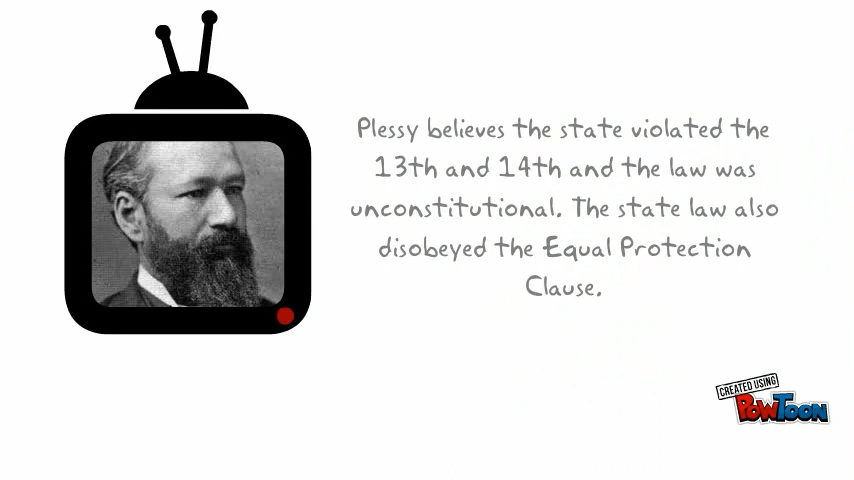 Plessy believes the state violated the
13th and 14th and the law was
unconstitutional. The state law also
disobeyed the Equal Protection
Clause.
CREATED USING
POWTOON